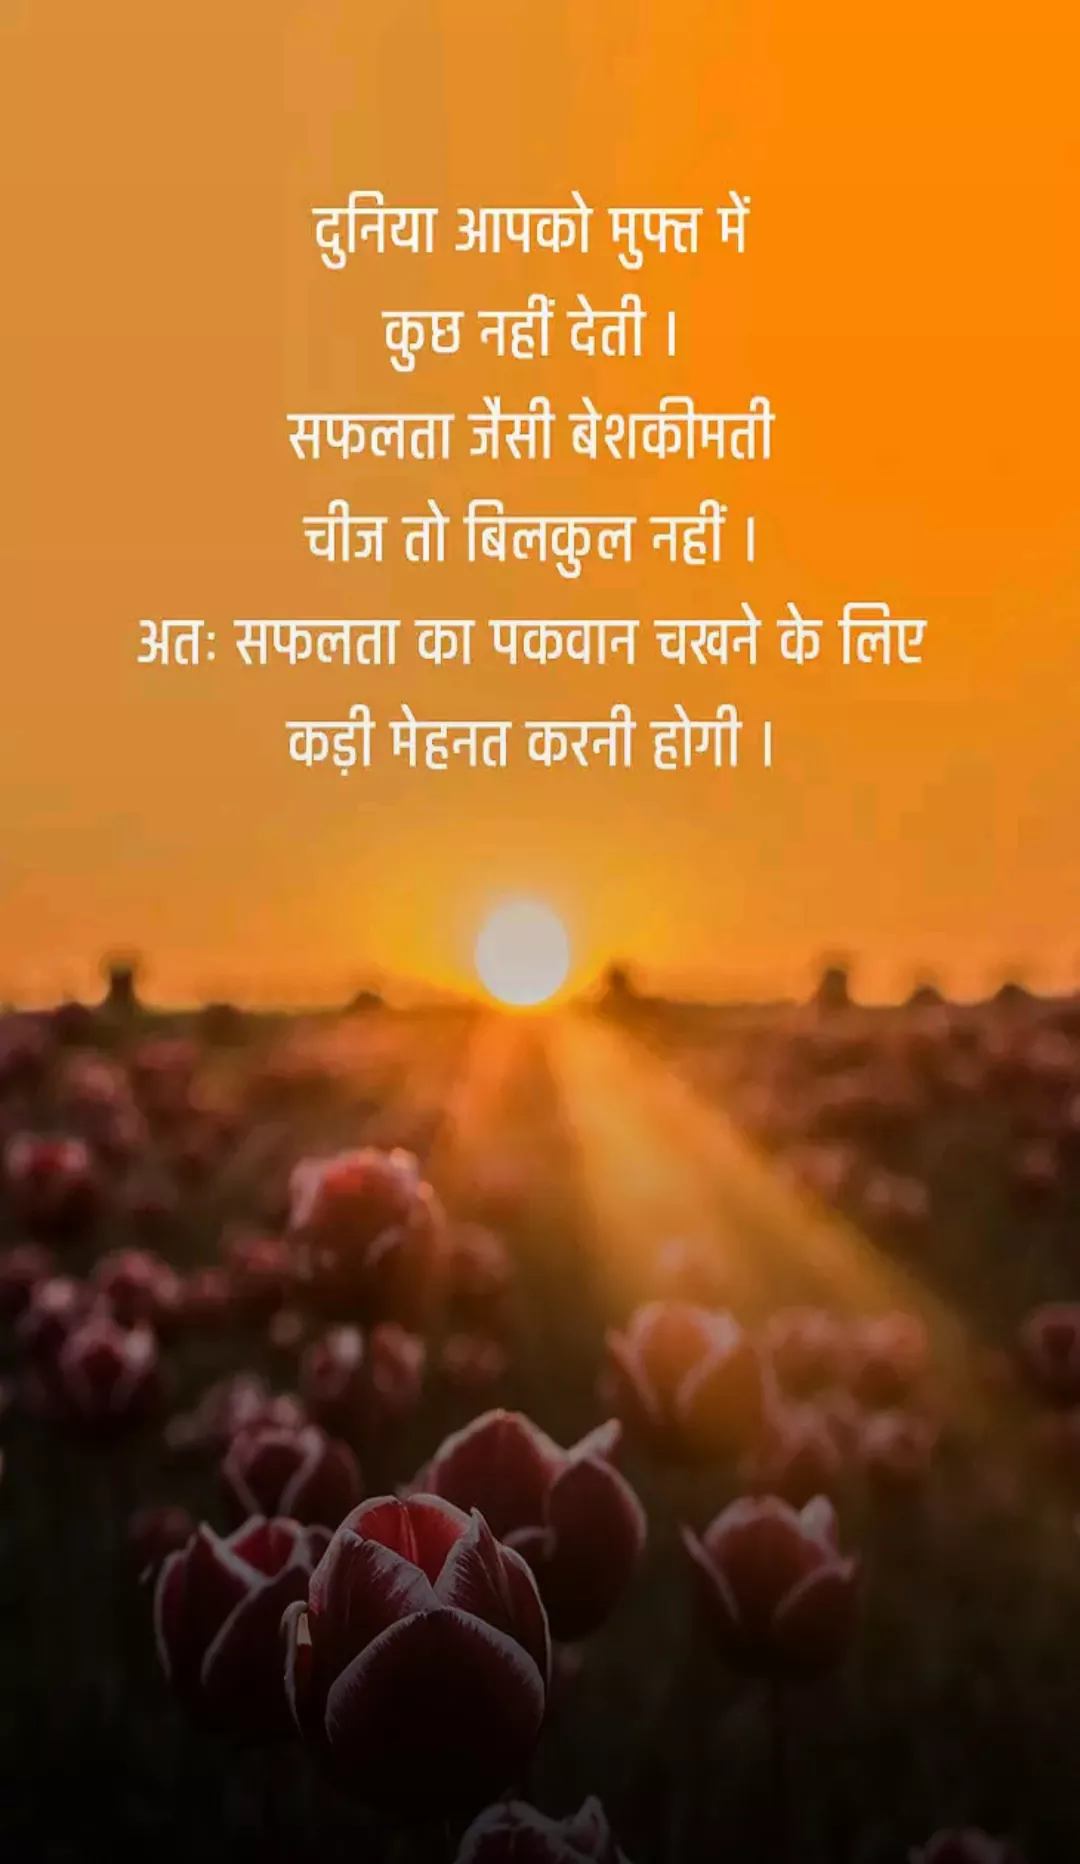 दुनिया आपको मुफ्त में
कुछ नहीं देती ।
सफलता जैसी बेशकीमती
चीज तो बिलकुल नहीं ।
अतः सफलता का पकवान चखने के लिए
कड़ी मेहनत करनी होगी ।